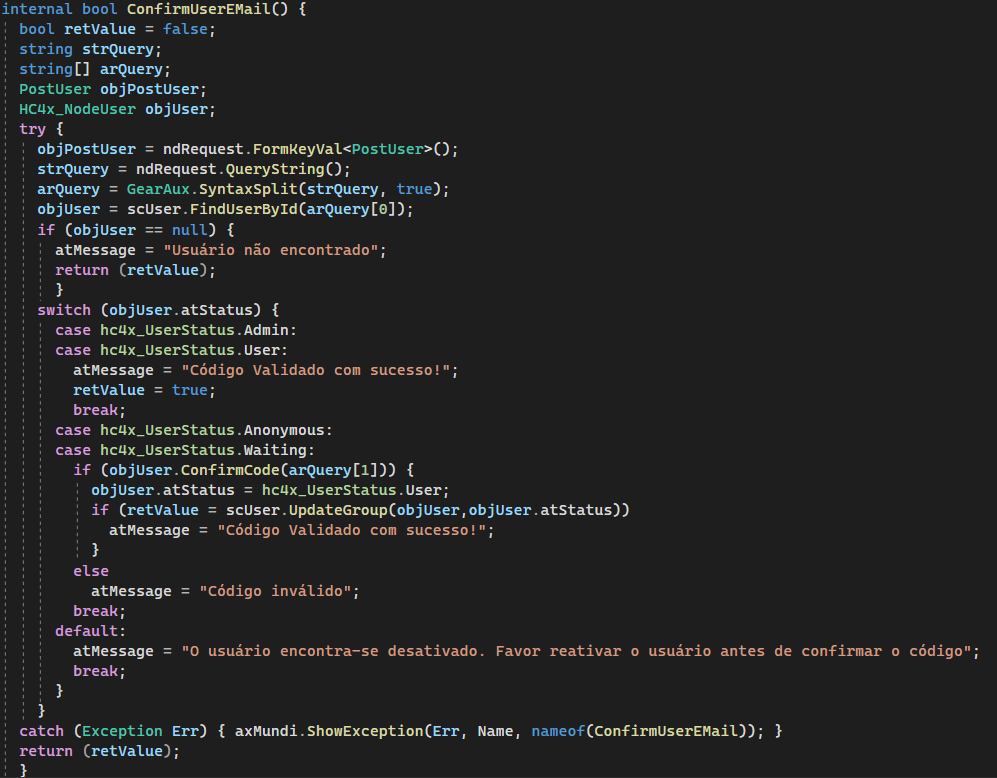 internal bool ConfirmUserEMail() {
bool retValue = false;
string strQuery;
string[] arQuery;
PostUser objPostUser;
HC4x_NodeUser objUser;
try {
objPostUser = ndRequest.FormKeyVal<PostUser>();
strQuery = ndRequest.QueryString();
arQuery = GearAux.SyntaxSplit(strQuery, true);
objUser = scUser.FindUserById(arQuery[0]);
if (objUser == null) {
atMessage = "Usuário não encontrado";
return (retValue);
}
switch (objUser.atStatus) {
case hc4x_UserStatus.Admin:
case hc4x_UserStatus.User:
atMessage = "Código Validado com sucesso!";
retValue = true;
break;
case hc4x_UserStatus.Anonymous:
case hc4x_UserStatus.Waiting:
if (objUser.ConfirmCode(arQuery[1])) {
objUser.atStatus = hc4x_UserStatus.User;
if (retValue = scUser.UpdateGroup(objUser,objUser.atStatus))
atMessage = "Código Validado com sucesso!";
}
else
atMessage = "Código inválido";
break;
default:
atMessage = "O usuário encontra-se desativado. Favor reativar o usuário antes de confirmar o código";
break;
}
}
catch (Exception Err) { axMundi.ShowException(Err, Name, nameof(ConfirmUserEMail)); }
return (retValue);
}